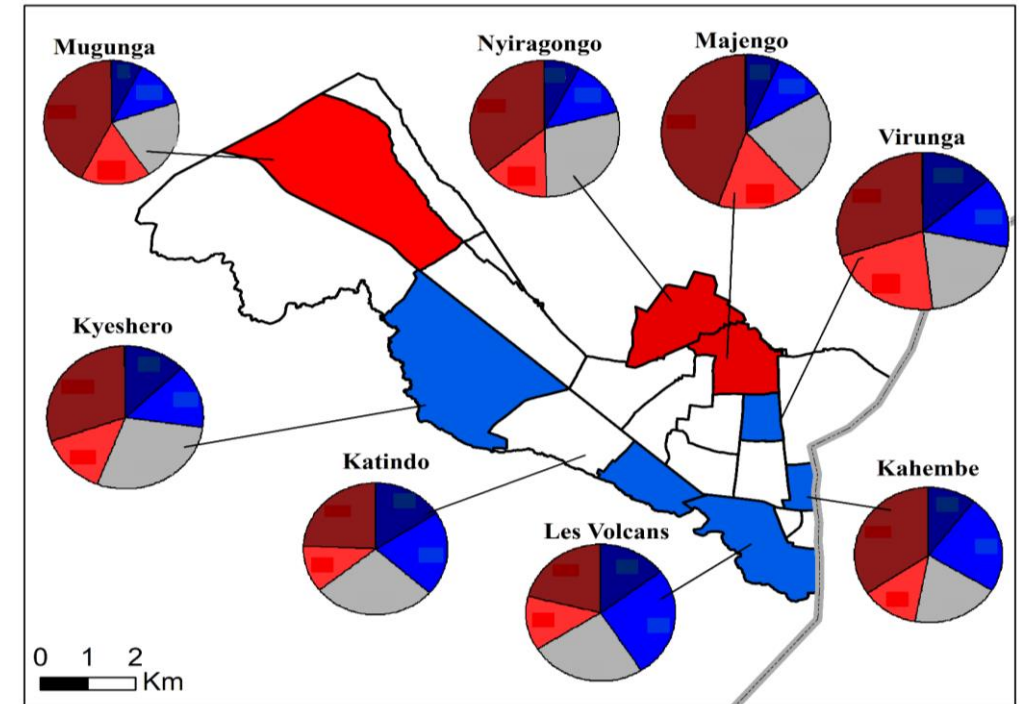 Mugunga
Nyiragongo
Majengo
Virunga
Kyeshero
Katindo
Les Volcans
Kahembe
0 1 2
Km